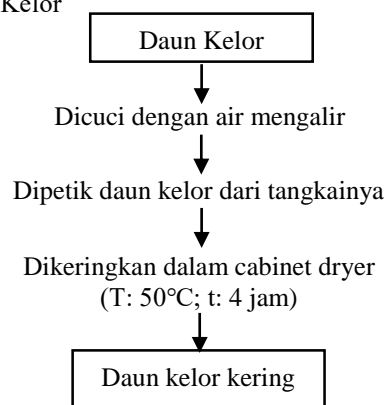 Kelor
Daun Kelor
Dicuci dengan air mengalir
Dipetik daun kelor dari tangkainya
Dikeringkan dalam cabinet dryer
(T: 50°C; t: 4 jam)
Daun kelor kering